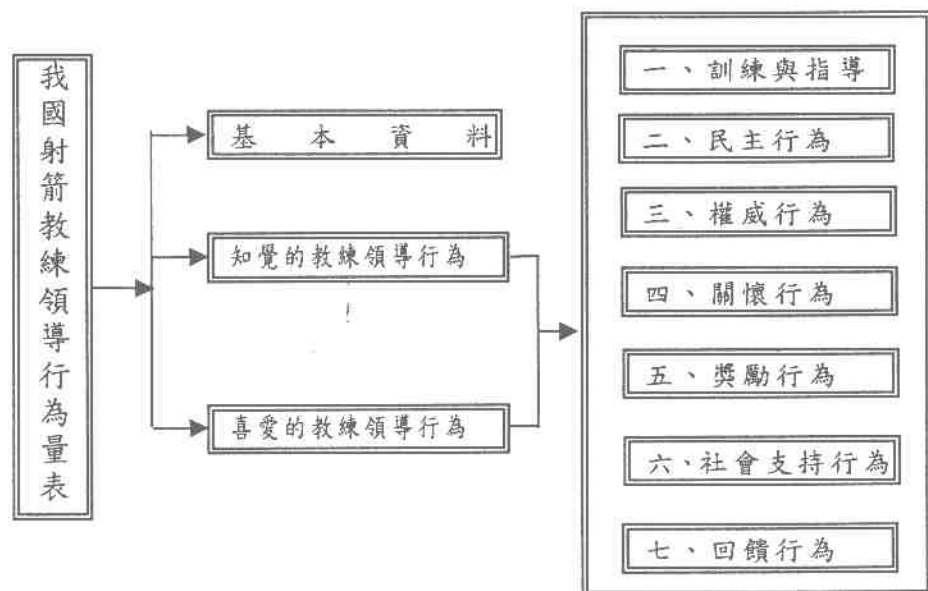 我國射箭教練領導行為量表
基本資料
知覺的教練領導行為
喜愛的教練領導行為
一、訓練與指導
二、民主行為
三、權威行為
四、關懷行為
五、獎勵行為
六、社會支持行為
七、回饋行為